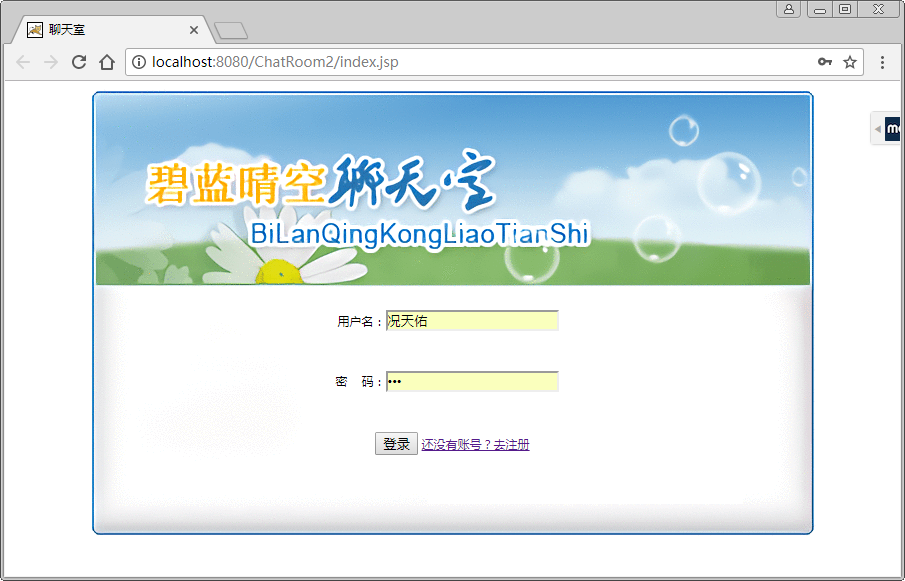 聊天室
localhost:8080/ChatRoom2/index.jsp
碧蓝晴空聊天室
BiLanQingKongLiaoTianShi
用户名：况天佑
密 码：•••
登录 还没有账号？去注册